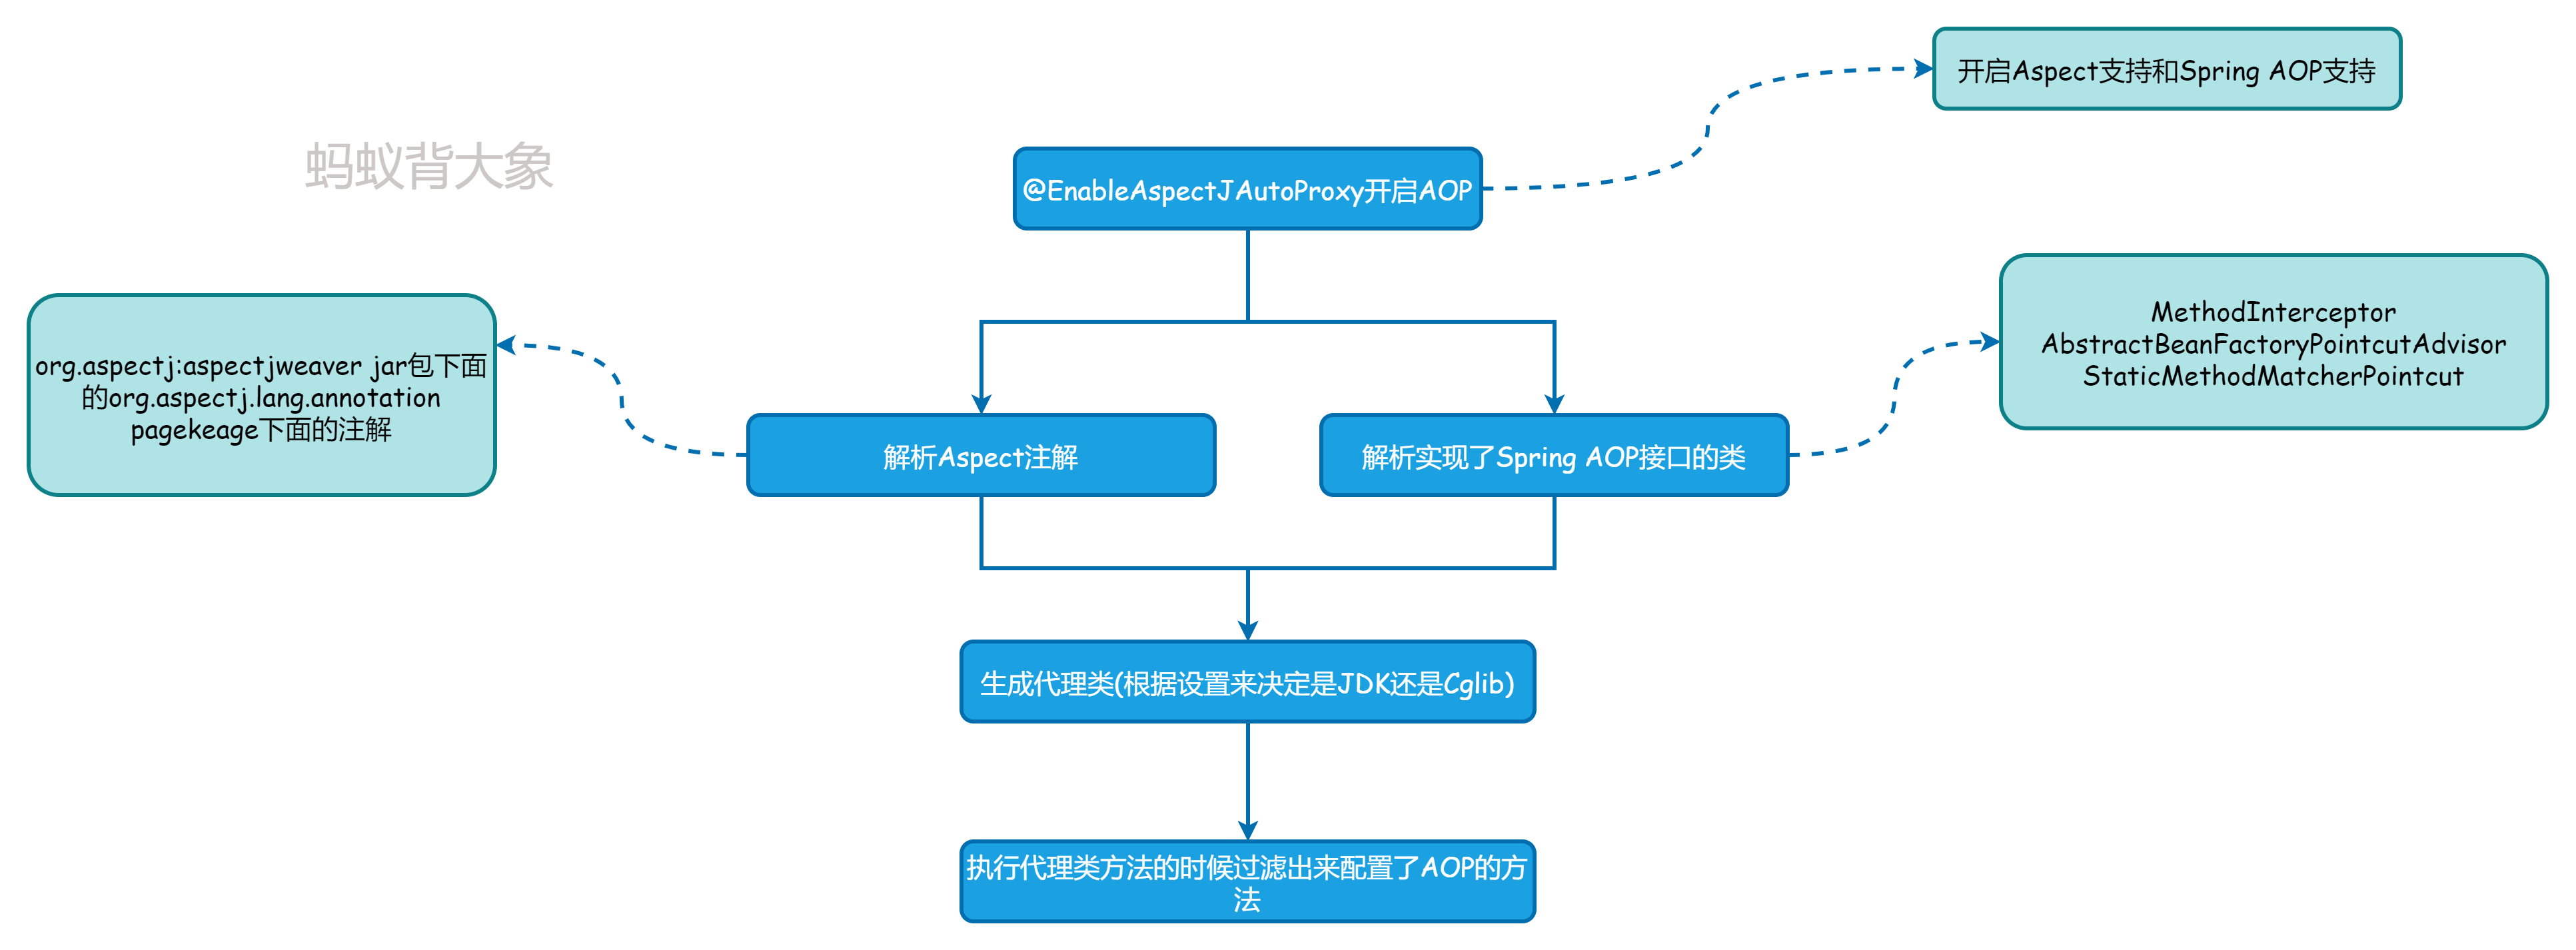 开启Aspect支持和Spring AOP支持
蚂蚁背大象
@EnableAspectJAutoProxy开启AOP
MethodInterceptor
AbstractBeanFactoryPointcutAdvisor
StaticMethodMatcherPointcut
org.aspectj:aspectjweaver jar包下面
的org.aspectj.lang.annotation
pagekeage下面的注解
解析Aspect注解
解析实现了Spring AOP接口的类
生成代理类(根据设置来决定是JDK还是Cglib)
执行代理类方法的时候过滤出来配置了AOP的方
法